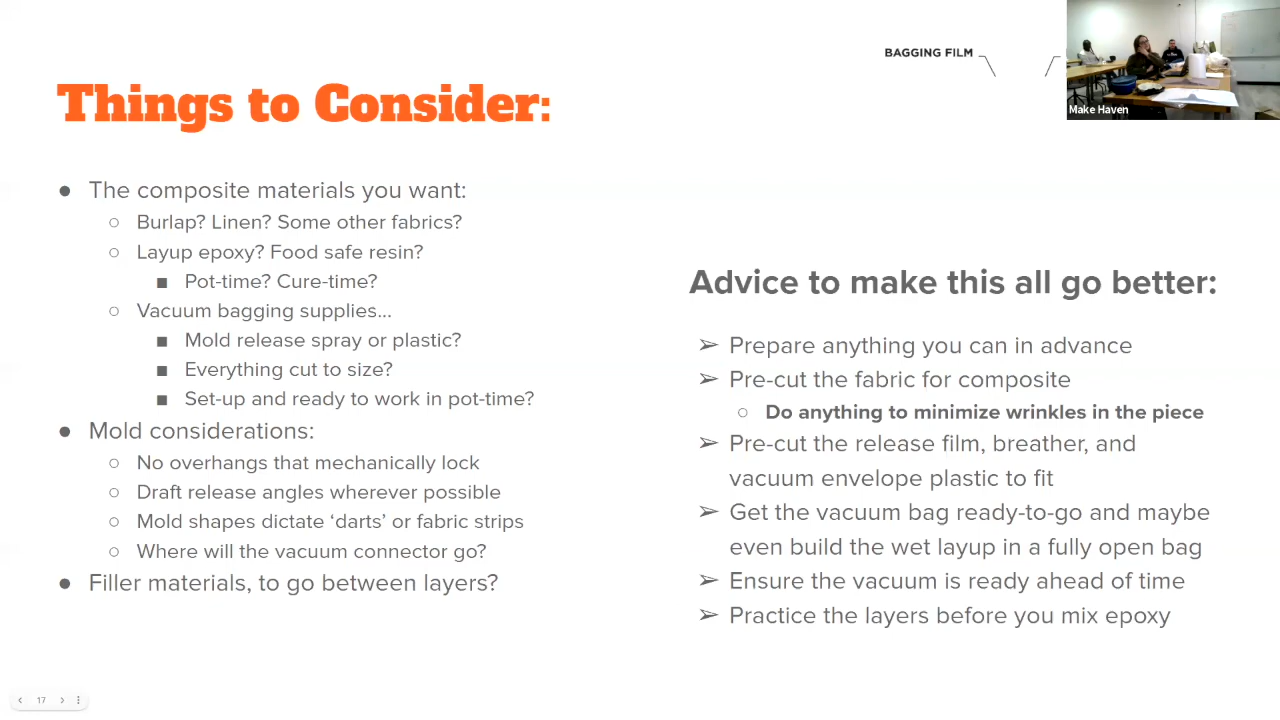 BAGGING FILM
Make Haven
Things to Consider:
● The composite materials you want:
○ Burlap? Linen? Some other fabrics?
○ Layup epoxy? Food safe resin?
■ Pot-time? Cure-time?
○ Vacuum bagging supplies...
■ Mold release spray or plastic?
■ Everything cut to size?
■ Set-up and ready to work in pot-time?
● Mold considerations:
○ No overhangs that mechanically lock
○ Draft release angles wherever possible
○ Mold shapes dictate ‘darts’ or fabric strips
○ Where will the vacuum connector go?
● Filler materials, to go between layers?
Advice to make this all go better:
➢ Prepare anything you can in advance
➢ Pre-cut the fabric for composite
○ Do anything to minimize wrinkles in the piece
➢ Pre-cut the release film, breather, and
vacuum envelope plastic to fit
➢ Get the vacuum bag ready-to-go and maybe
even build the wet layup in a fully open bag
➢ Ensure the vacuum is ready ahead of time
➢ Practice the layers before you mix epoxy
17